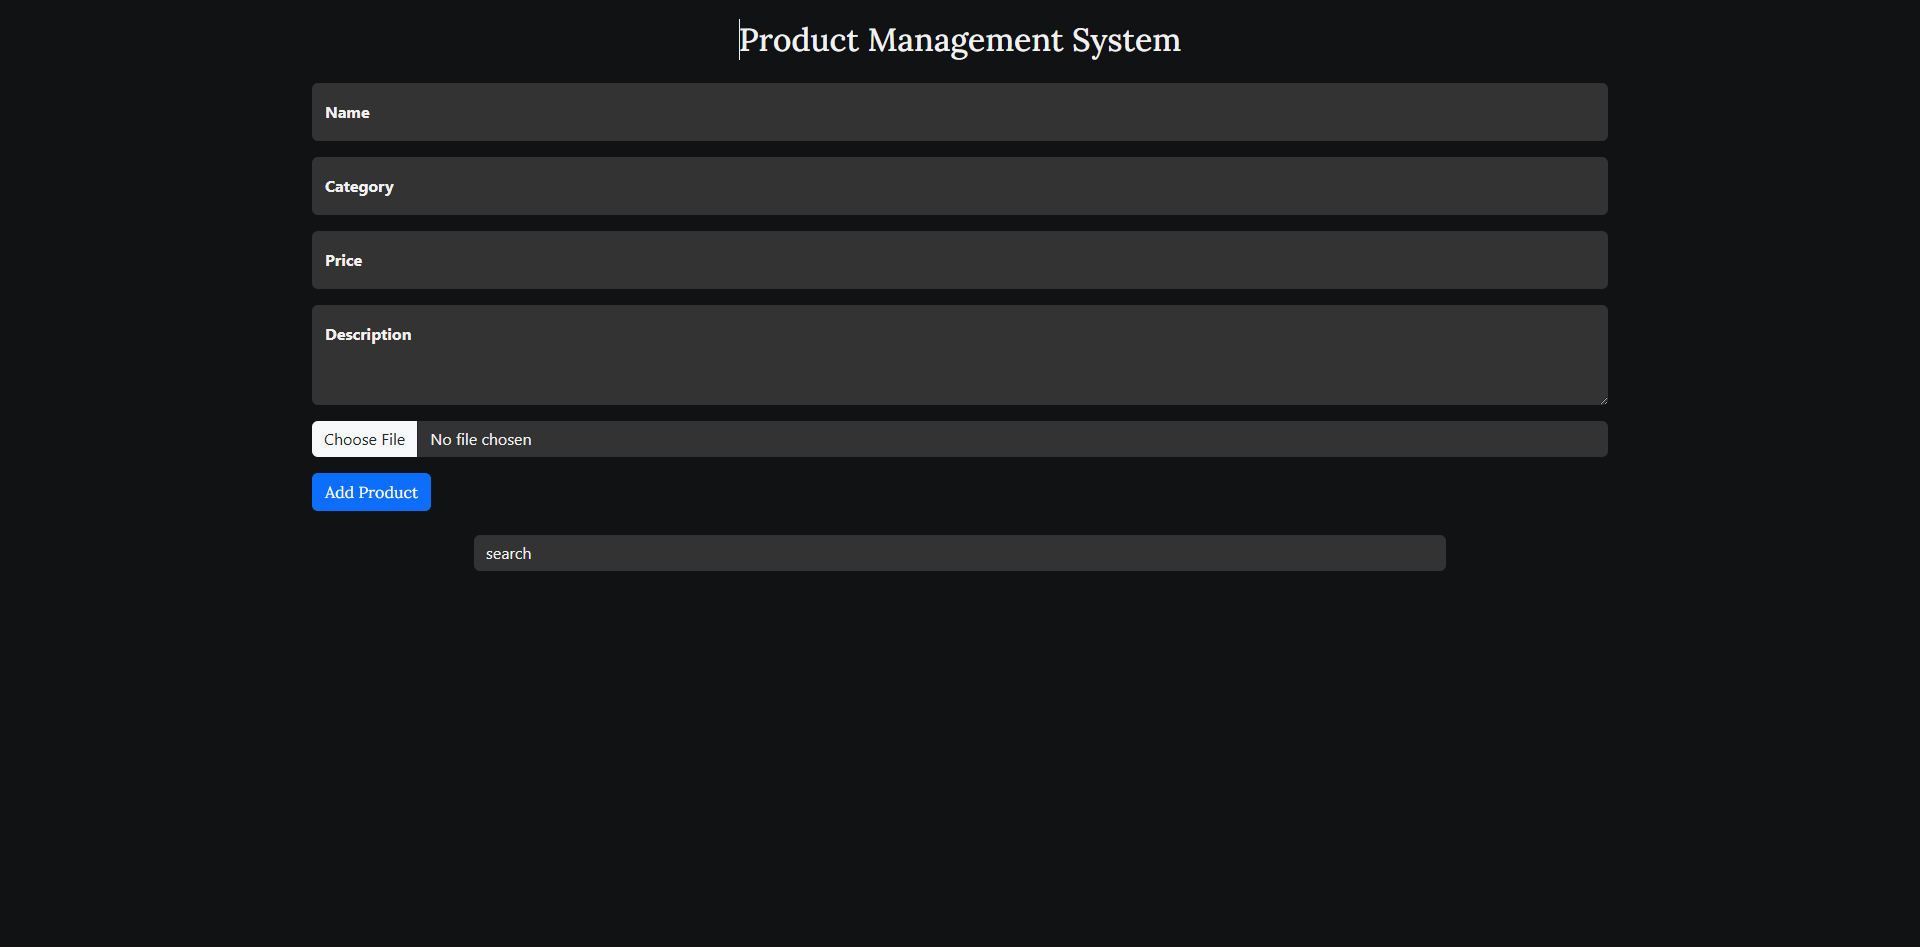 Product Management System
Name
Category
Price
Description
Choose File No file chosen
Add Product
search